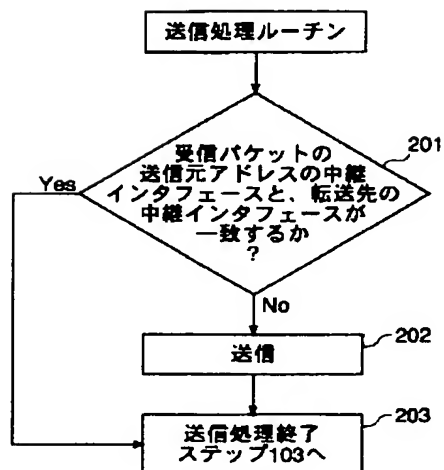 送信処理ルーチン
201
受信パケットの
送信元アドレスの中継
インタフェースと、転送先の
中継インタフェースが
一致するか
?
Yes
No
202
送信
203
送信処理終了
ステップ103へ